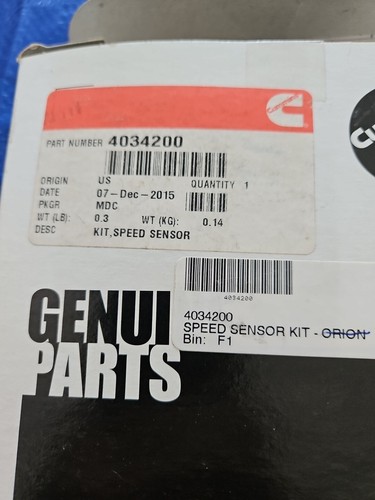 PART NUMBER 4034200
ORIGIN US QUANTITY 1
DATE 07-Dec-2015
PKGR MDC
WT (LB): 0.3 WT (KG): 0.14
DESC KIT,SPEED SENSOR
4034200
4034200
SPEED SENSOR KIT - ORION
Bin: F1
GENUI
PARTS